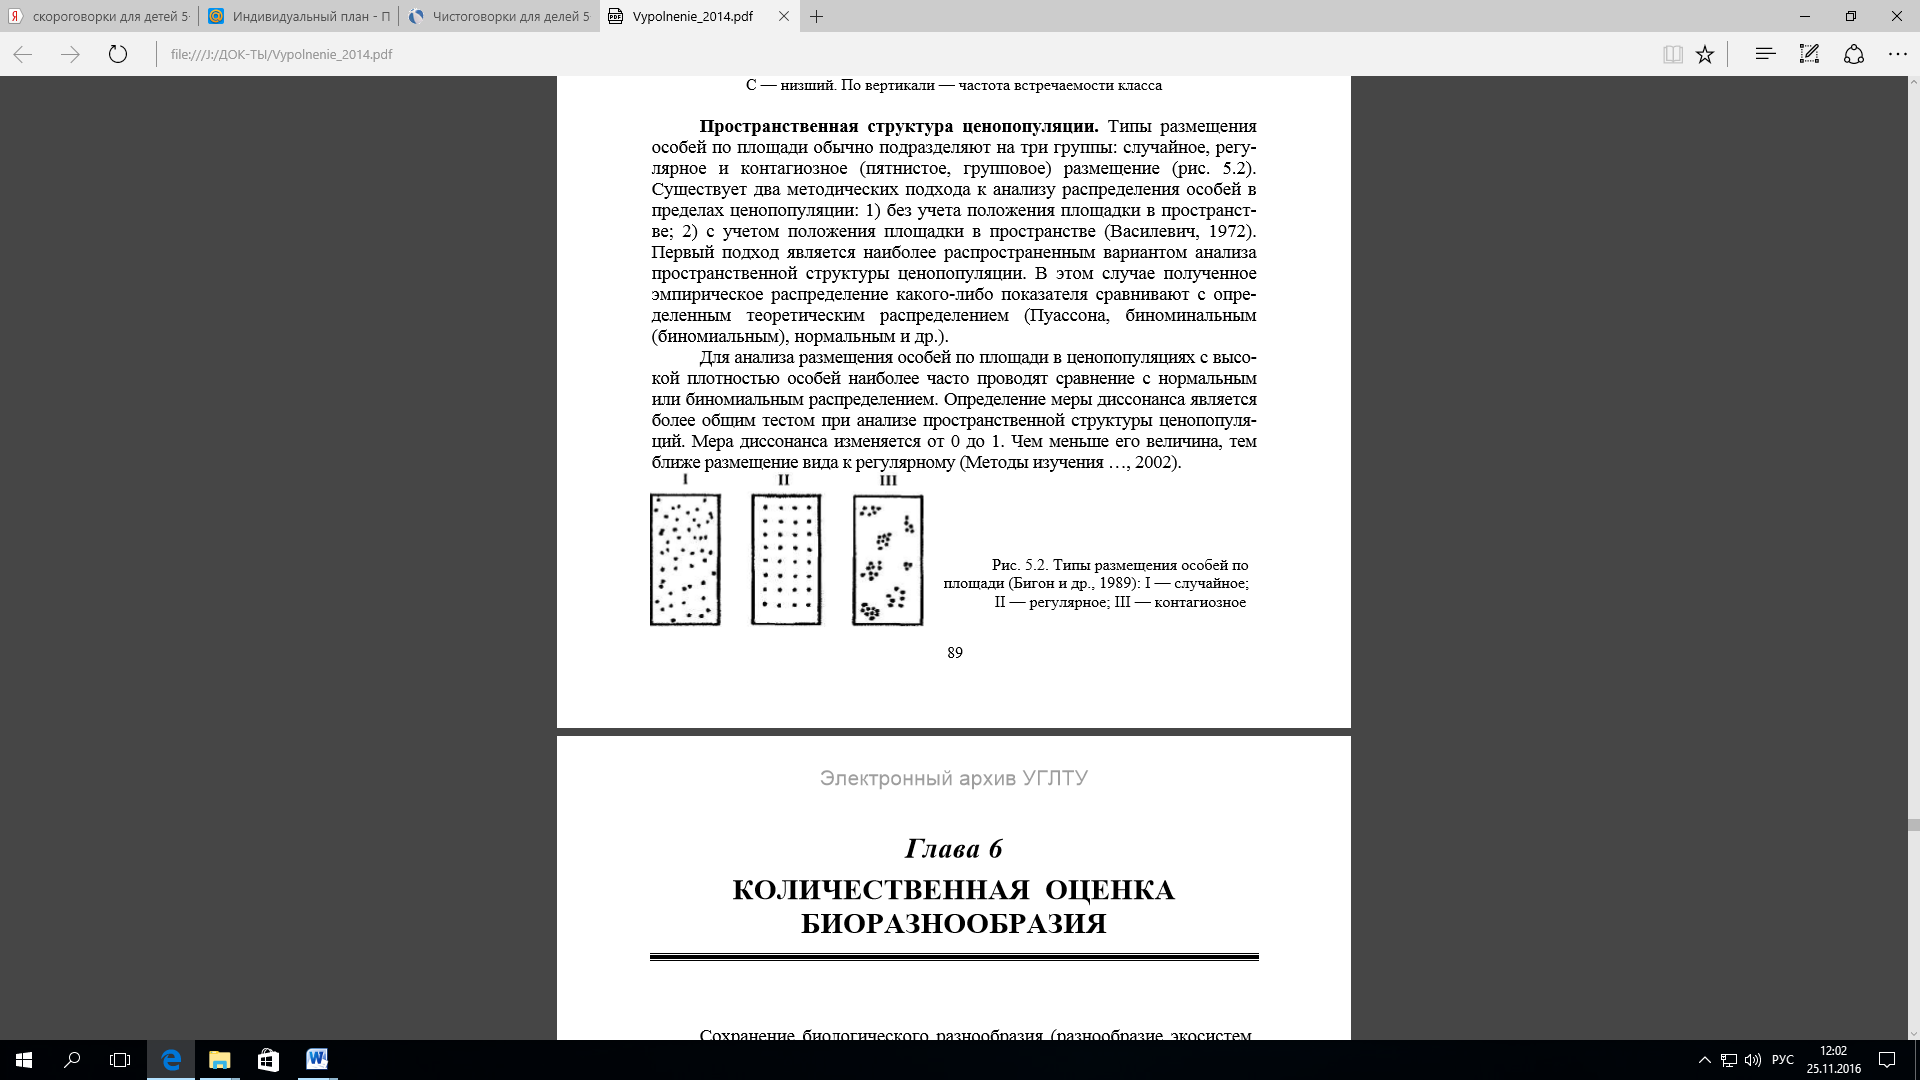 скороговорки для детей 5-
Индивидуальный план - П
Чистоговорки для делей 5
Vypolnenie_2014.pdf
file:///J:/ДОК-ТЫ/Vypolnenie_2014.pdf
С — низший. По вертикали — частота встречаемости класса
Пространственная структура ценопопуляции. Типы размещения
особей по площади обычно подразделяют на три группы: случайное, регу-
лярное и контагиозное (пятнистое, групповое) размещение (рис. 5.2).
Существует два методических подхода к анализу распределения особей в
пределах ценопопуляции: 1) без учета положения площадки в пространст-
ве; 2) с учетом положения площадки в пространстве (Василевич, 1972).
Первый подход является наиболее распространенным вариантом анализа
пространственной структуры ценопопуляции. В этом случае полученное
эмпирическое распределение какого-либо показателя сравнивают с опре-
деленным теоретическим распределением (Пуассона, биноминальным
(биномиальным), нормальным и др.).
Для анализа размещения особей по площади в ценопопуляциях с высо-
кой плотностью особей наиболее часто проводят сравнение с нормальным
или биномиальным распределением. Определение меры диссонанса является
более общим тестом при анализе пространственной структуры ценопопуля-
ций. Мера диссонанса изменяется от 0 до 1. Чем меньше его величина, тем
ближе размещение вида к регулярному (Методы изучения …, 2002).
I II III
Рис. 5.2. Типы размещения особей по
площади (Бигон и др., 1989): I — случайное;
II — регулярное; III — контагиозное
89
Электронный архив УГЛТУ
Глава 6
КОЛИЧЕСТВЕННАЯ ОЦЕНКА
БИОРАЗНООБРАЗИЯ
Сохранение биологического разнообразия (разнообразие экосистем,
РУС
12:02
25.11.2016